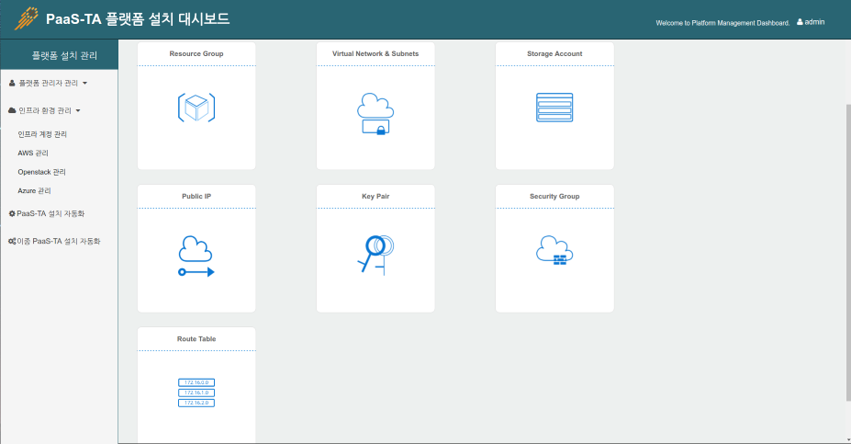 PaaS-TA 플랫폼 설치 대시보드
Welcome to Platform Management Dashboard. admin
플랫폼 설치 관리
플랫폼 관리자 관리
인프라 환경 관리
인프라 계정 관리
AWS 관리
Openstack 관리
Azure 관리
PaaS-TA 설치 자동화
이종 PaaS-TA 설치 자동화
Resource Group
Virtual Network & Subnets
Storage Account
Public IP
Key Pair
Security Group
Route Table
172.16.0.0
172.16.1.0
172.16.2.0